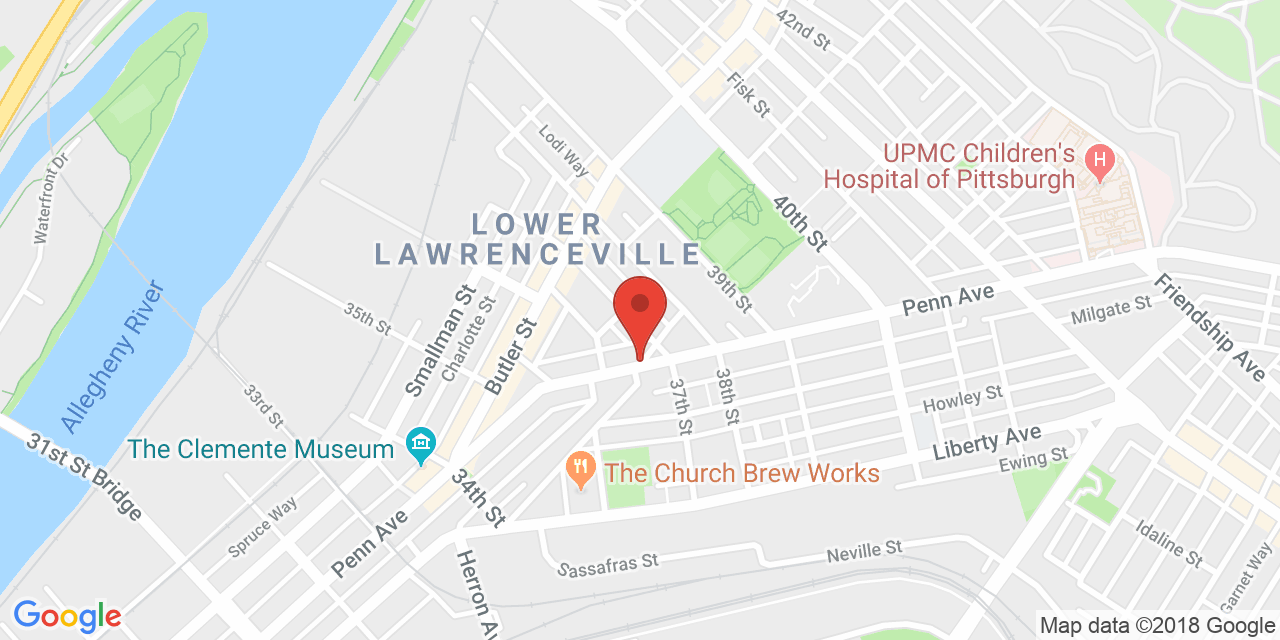 42nd St
Fisk St
Lodi Way
UPMC Children's
Hospital of Pittsburgh
H
Waterfront Dr
40th St
LOWER
LAWRENCEVILLE
39th St
Penn Ave
Friendship Ave
Milgate St
Allegheny River
35th St
Smallman St
Charlotte St
Butler St
38th St
37th St
33rd St
Howley St
Liberty Ave
Ewing St
31st St Bridge
The Clemente Museum
The Church Brew Works
34th St
Spruce Way
Penn Ave
Herron Av
Sassafras St
Neville St
Idaline St
Garnet Way
Google
Map data ©2018 Google